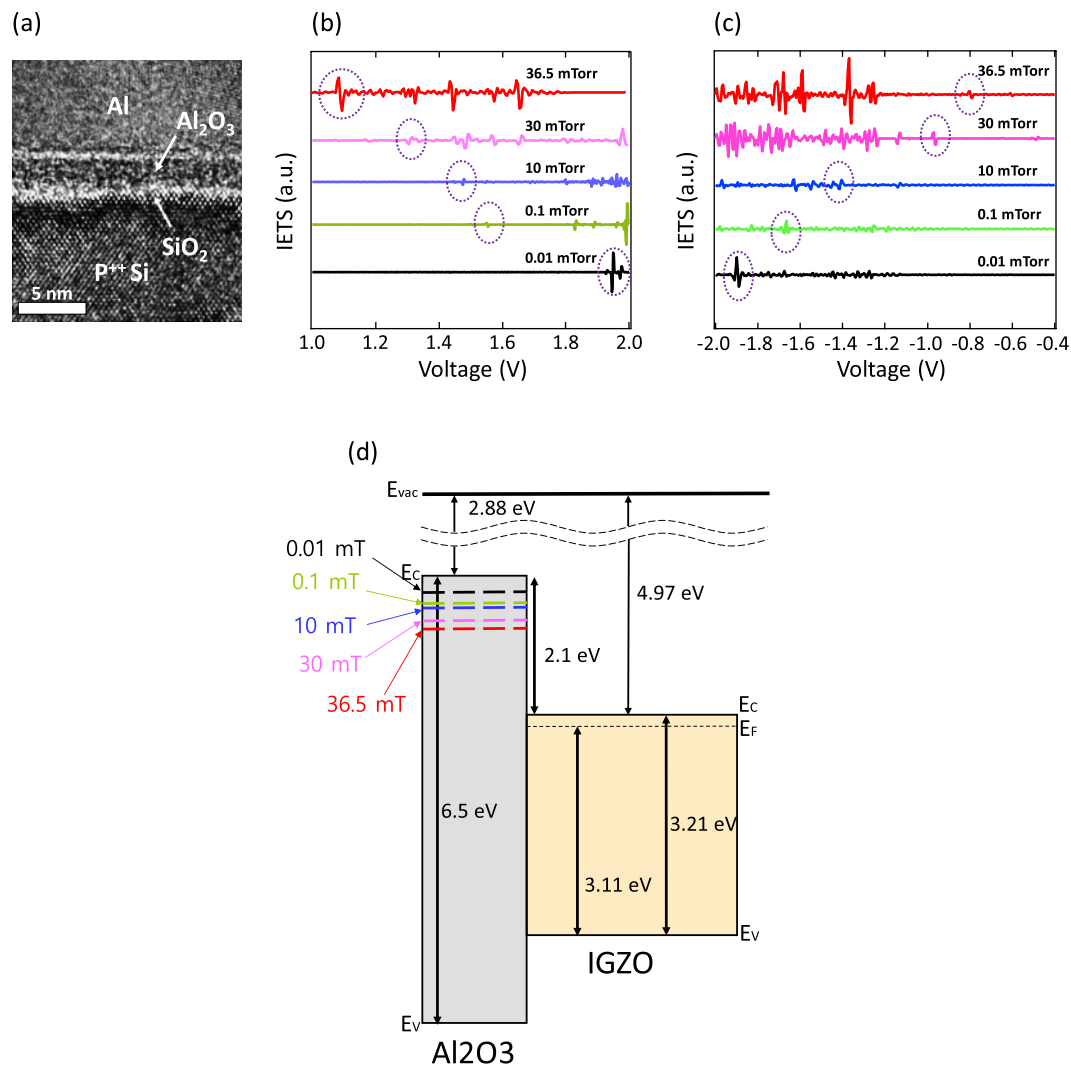 (a)
Al
Al₂O₃
SiO₂
P⁺⁺ Si
5 nm
(b)
36.5 mTorr
30 mTorr
10 mTorr
0.1 mTorr
0.01 mTorr
IETS (a.u.)
1.0 1.2 1.4 1.6 1.8 2.0
Voltage (V)
(c)
36.5 mTorr
30 mTorr
10 mTorr
0.1 mTorr
0.01 mTorr
IETS (a.u.)
-2.0 -1.8 -1.6 -1.4 -1.2 -1.0 -0.8 -0.6 -0.4
Voltage (V)
(d)
Evac
2.88 eV
0.01 mT
0.1 mT
10 mT
30 mT
36.5 mT
EC
4.97 eV
2.1 eV
EC
EF
6.5 eV
3.21 eV
3.11 eV
EV
IGZO
EV
Al2O3